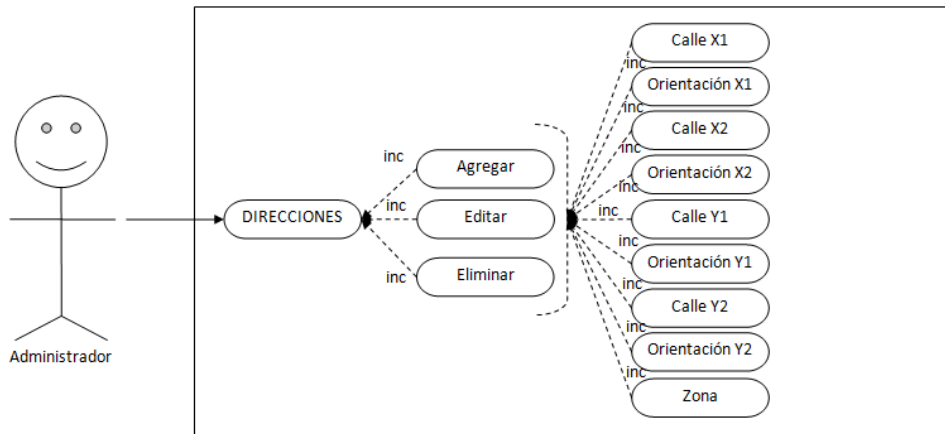 Calle X1
inc
Orientación X1
inc
Calle X2
inc
Orientación X2
inc
Calle Y1
inc
Orientación Y1
inc
Calle Y2
inc
Orientación Y2
inc
Zona
inc
Agregar
inc
DIRECCIONES
inc
Editar
inc
Eliminar
Administrador